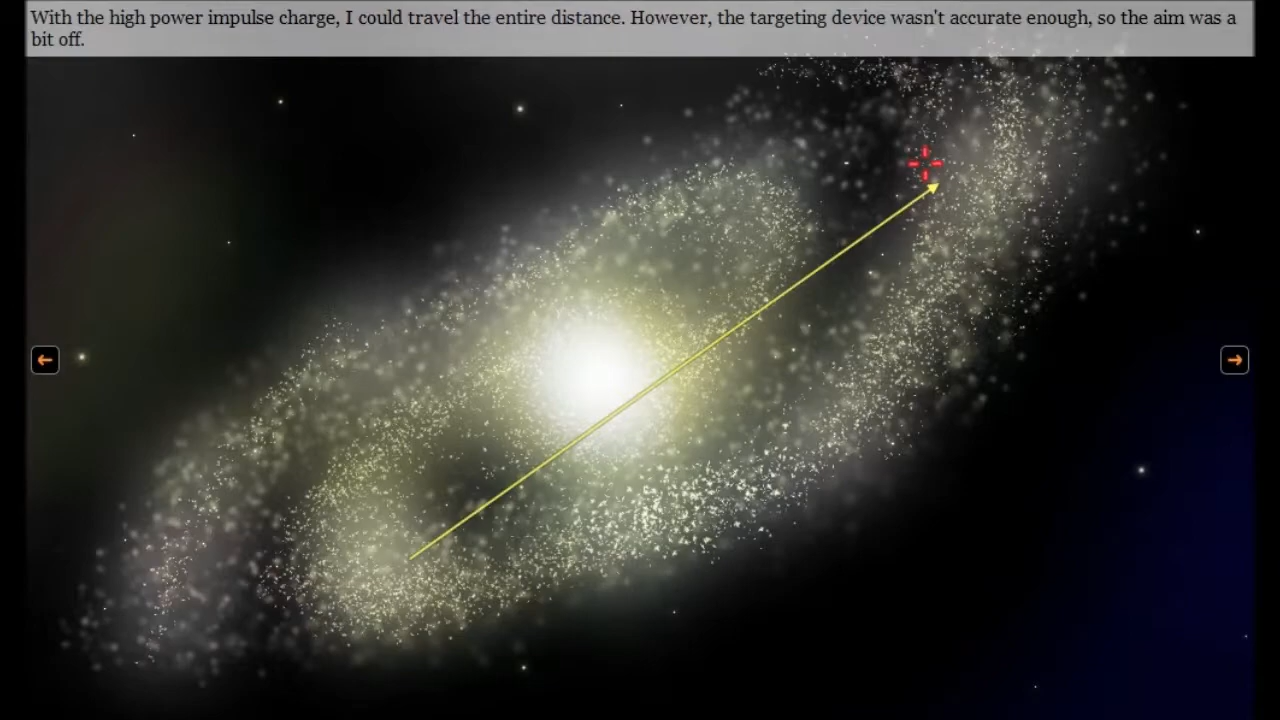 With the high power impulse charge, I could travel the entire distance. However, the targeting device wasn't accurate enough, so the aim was a
bit off.